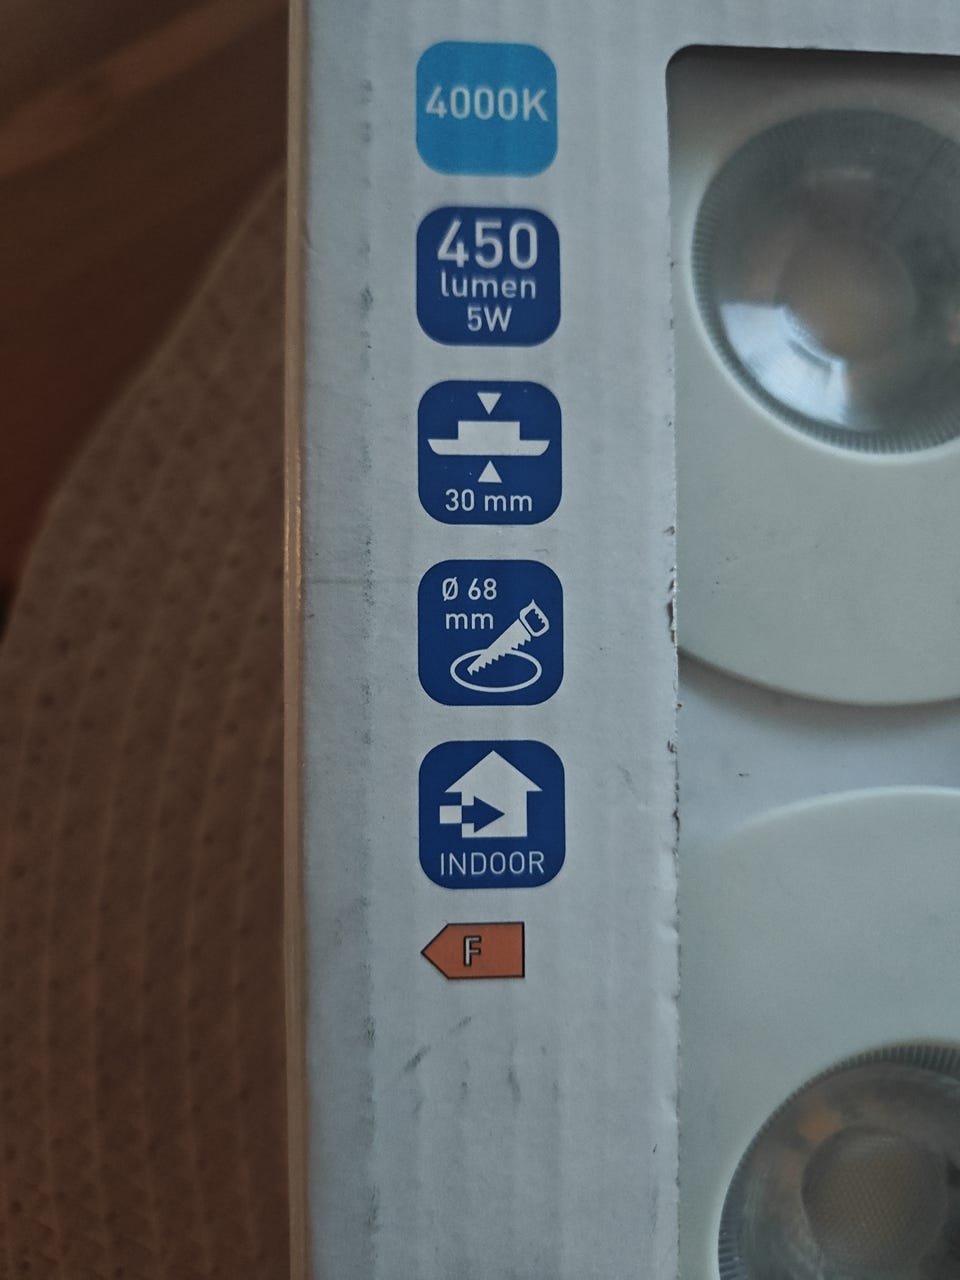 4000K
450
lumen
5W
30 mm
Ø 68
mm
INDOOR
F